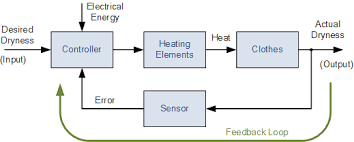 Electrical
Energy
Desired
Dryness
(Input)
Controller
Heating
Elements
Heat
Clothes
Actual
Dryness
(Output)
Error
Sensor
Feedback Loop